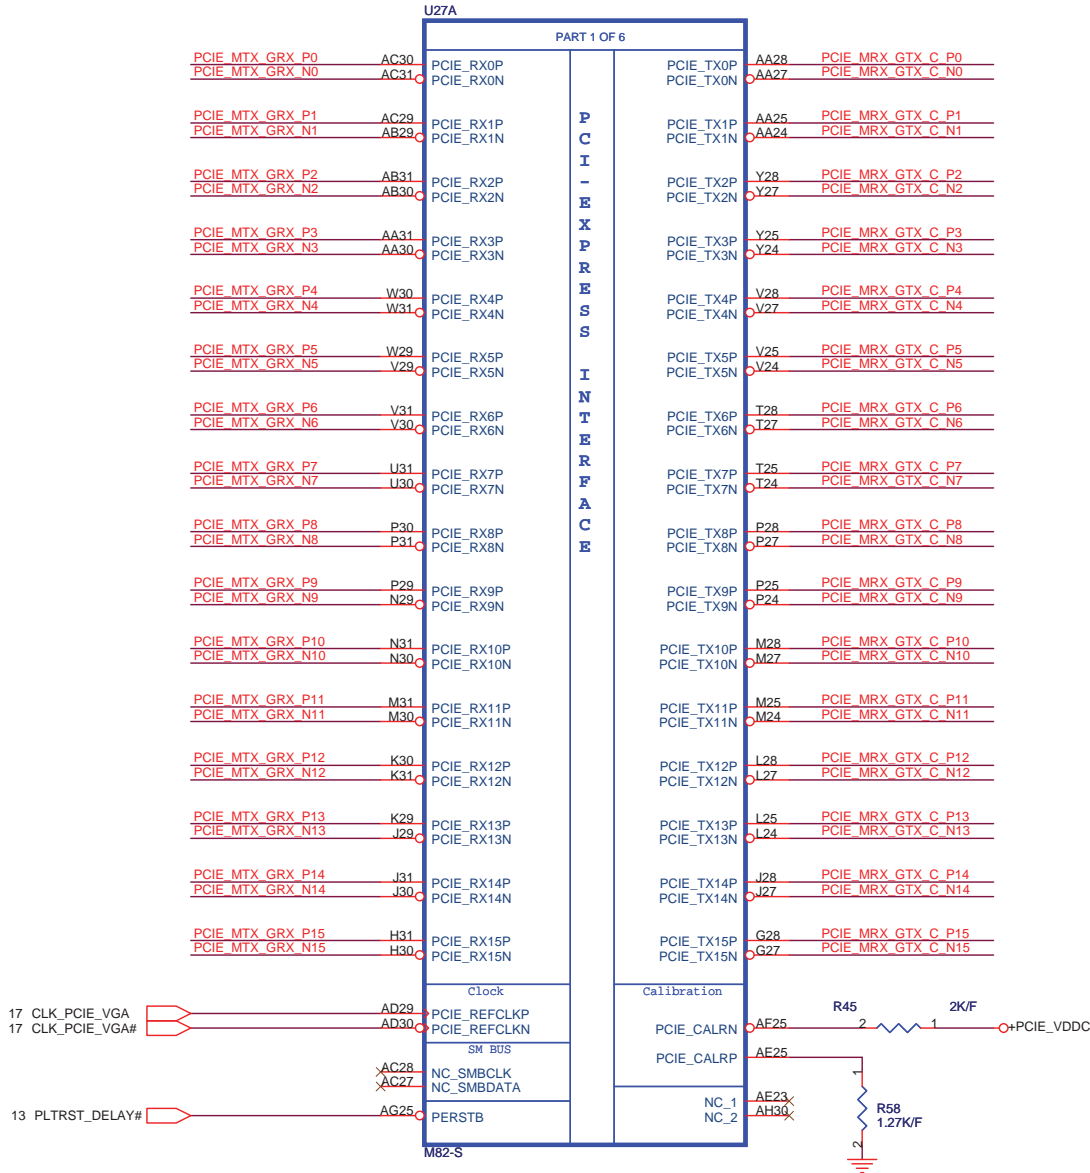 U27A
PART 1 OF 6
PCIE_MTX_GRX_P0 AC30 PCIE_RX0P PCIE_TX0P AA28 PCIE_MRX_GTX_C_P0
PCIE_MTX_GRX_N0 AC31 PCIE_RX0N PCIE_TX0N AA27 PCIE_MRX_GTX_C_N0
PCIE_MTX_GRX_P1 AC29 PCIE_RX1P PCIE_TX1P AA25 PCIE_MRX_GTX_C_P1
PCIE_MTX_GRX_N1 AB29 PCIE_RX1N PCIE_TX1N AA24 PCIE_MRX_GTX_C_N1
PCIE_MTX_GRX_P2 AB31 PCIE_RX2P PCIE_TX2P Y28 PCIE_MRX_GTX_C_P2
PCIE_MTX_GRX_N2 AB30 PCIE_RX2N PCIE_TX2N Y27 PCIE_MRX_GTX_C_N2
PCIE_MTX_GRX_P3 AA31 PCIE_RX3P PCIE_TX3P Y25 PCIE_MRX_GTX_C_P3
PCIE_MTX_GRX_N3 AA30 PCIE_RX3N PCIE_TX3N Y24 PCIE_MRX_GTX_C_N3
PCIE_MTX_GRX_P4 W30 PCIE_RX4P PCIE_TX4P V28 PCIE_MRX_GTX_C_P4
PCIE_MTX_GRX_N4 W31 PCIE_RX4N PCIE_TX4N V27 PCIE_MRX_GTX_C_N4
PCIE_MTX_GRX_P5 W29 PCIE_RX5P PCIE_TX5P V25 PCIE_MRX_GTX_C_P5
PCIE_MTX_GRX_N5 V29 PCIE_RX5N PCIE_TX5N V24 PCIE_MRX_GTX_C_N5
PCIE_MTX_GRX_P6 V31 PCIE_RX6P PCIE_TX6P T28 PCIE_MRX_GTX_C_P6
PCIE_MTX_GRX_N6 V30 PCIE_RX6N PCIE_TX6N T27 PCIE_MRX_GTX_C_N6
PCIE_MTX_GRX_P7 U31 PCIE_RX7P PCIE_TX7P T25 PCIE_MRX_GTX_C_P7
PCIE_MTX_GRX_N7 U30 PCIE_RX7N PCIE_TX7N T24 PCIE_MRX_GTX_C_N7
PCIE_MTX_GRX_P8 P30 PCIE_RX8P PCIE_TX8P P28 PCIE_MRX_GTX_C_P8
PCIE_MTX_GRX_N8 P31 PCIE_RX8N PCIE_TX8N P27 PCIE_MRX_GTX_C_N8
PCIE_MTX_GRX_P9 P29 PCIE_RX9P PCIE_TX9P P25 PCIE_MRX_GTX_C_P9
PCIE_MTX_GRX_N9 N29 PCIE_RX9N PCIE_TX9N P24 PCIE_MRX_GTX_C_N9
PCIE_MTX_GRX_P10 N31 PCIE_RX10P PCIE_TX10P M28 PCIE_MRX_GTX_C_P10
PCIE_MTX_GRX_N10 N30 PCIE_RX10N PCIE_TX10N M27 PCIE_MRX_GTX_C_N10
PCIE_MTX_GRX_P11 M31 PCIE_RX11P PCIE_TX11P M25 PCIE_MRX_GTX_C_P11
PCIE_MTX_GRX_N11 M30 PCIE_RX11N PCIE_TX11N M24 PCIE_MRX_GTX_C_N11
PCIE_MTX_GRX_P12 K30 PCIE_RX12P PCIE_TX12P L28 PCIE_MRX_GTX_C_P12
PCIE_MTX_GRX_N12 K31 PCIE_RX12N PCIE_TX12N L27 PCIE_MRX_GTX_C_N12
PCIE_MTX_GRX_P13 K29 PCIE_RX13P PCIE_TX13P L25 PCIE_MRX_GTX_C_P13
PCIE_MTX_GRX_N13 J29 PCIE_RX13N PCIE_TX13N L24 PCIE_MRX_GTX_C_N13
PCIE_MTX_GRX_P14 J31 PCIE_RX14P PCIE_TX14P J28 PCIE_MRX_GTX_C_P14
PCIE_MTX_GRX_N14 J30 PCIE_RX14N PCIE_TX14N J27 PCIE_MRX_GTX_C_N14
PCIE_MTX_GRX_P15 H31 PCIE_RX15P PCIE_TX15P G28 PCIE_MRX_GTX_C_P15
PCIE_MTX_GRX_N15 H30 PCIE_RX15N PCIE_TX15N G27 PCIE_MRX_GTX_C_N15
PCI-EXPRESS INTERFACE
Clock Calibration
17 CLK_PCIE_VGA AD29 PCIE_REFCLKP
17 CLK_PCIE_VGA# AD30 PCIE_REFCLKN
R45 2K/F
PCIE_CALRN AF25 2 1 +PCIE_VDDC
SM BUS
PCIE_CALRP AE25
AC28 NC_SMBCLK
AC27 NC_SMBDATA
1
R58
1.27K/F
2
NC_1 AE23
NC_2 AH30
13 PLTRST_DELAY# AG25 PERSTB
M82-S